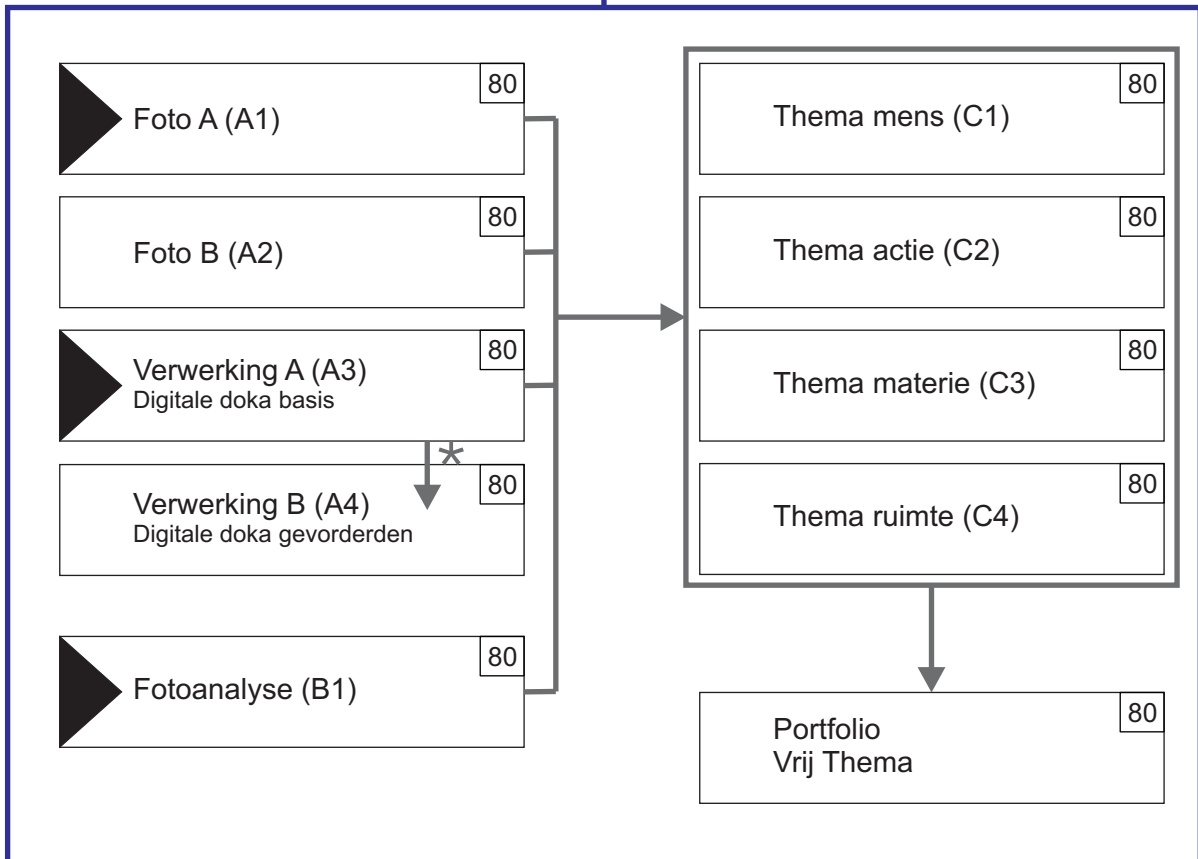 80
Foto A (A1)
80
Foto B (A2)
80
Verwerking A (A3)
Digitale doka basis
*
80
Verwerking B (A4)
Digitale doka gevorderden
80
Fotoanalyse (B1)
80
Thema mens (C1)
80
Thema actie (C2)
80
Thema materie (C3)
80
Thema ruimte (C4)
80
Portfolio
Vrij Thema